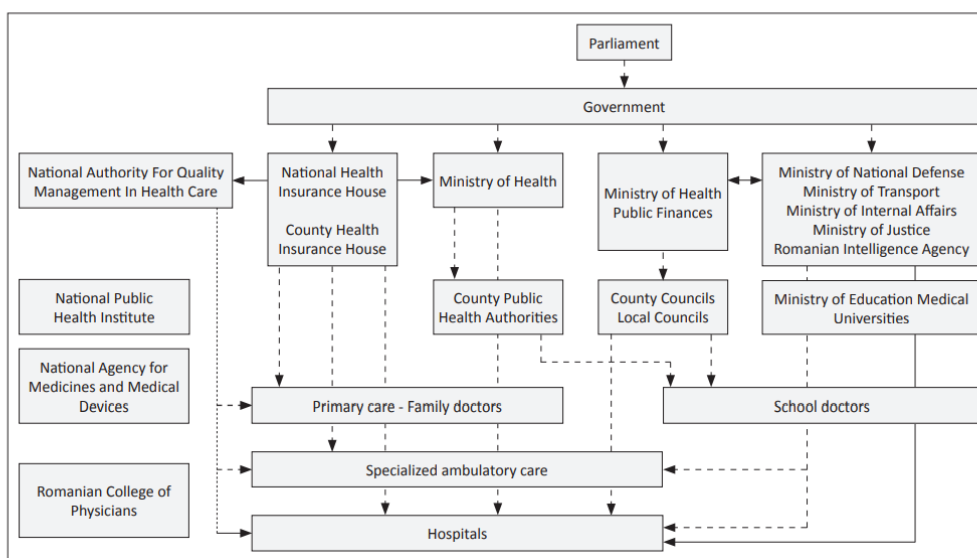 Parliament
Government
National Authority For Quality
Management In Health Care
National Health
Insurance House
County Health
Insurance House
Ministry of Health
Ministry of Health
Public Finances
Ministry of National Defense
Ministry of Transport
Ministry of Internal Affairs
Ministry of Justice
Romanian Intelligence Agency
National Public
Health Institute
County Public
Health Authorities
County Councils
Local Councils
Ministry of Education Medical
Universities
National Agency for
Medicines and Medical
Devices
Primary care - Family doctors
School doctors
Specialized ambulatory care
Romanian College of
Physicians
Hospitals